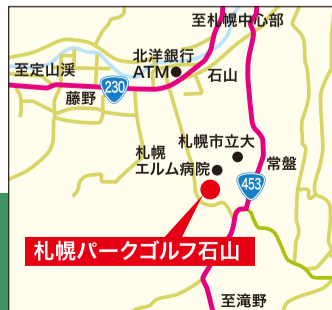 至札幌中心部
北洋銀行
ATM
石山
至定山渓
230
藤野
札幌市立大
札幌
エルム病院
常盤
453
札幌パークゴルフ石山
至滝野